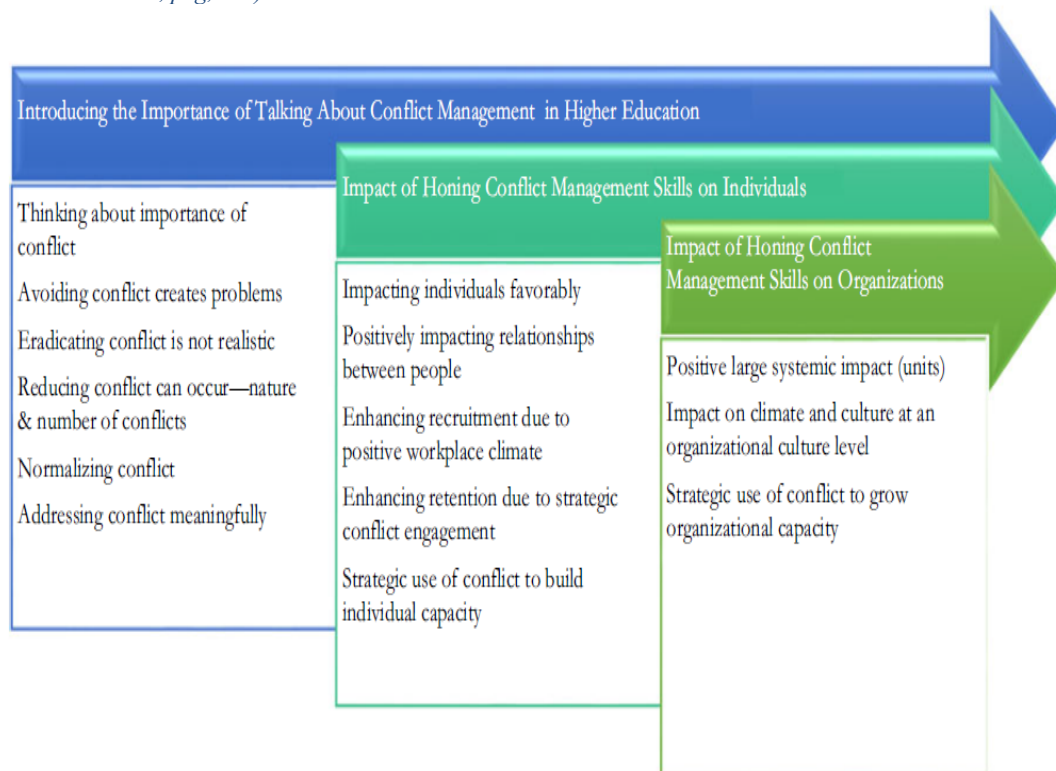 Introducing the Importance of Talking About Conflict Management in Higher Education
Thinking about importance of
conflict
Avoiding conflict creates problems
Eradicating conflict is not realistic
Reducing conflict can occur—nature
& number of conflicts
Normalizing conflict
Addressing conflict meaningfully
Impact of Honing Conflict Management Skills on Individuals
Impacting individuals favorably
Positively impacting relationships
between people
Enhancing recruitment due to
positive workplace climate
Enhancing retention due to strategic
conflict engagement
Strategic use of conflict to build
individual capacity
Impact of Honing Conflict
Management Skills on Organizations
Positive large systemic impact (units)
Impact on climate and culture at an
organizational culture level
Strategic use of conflict to grow
organizational capacity